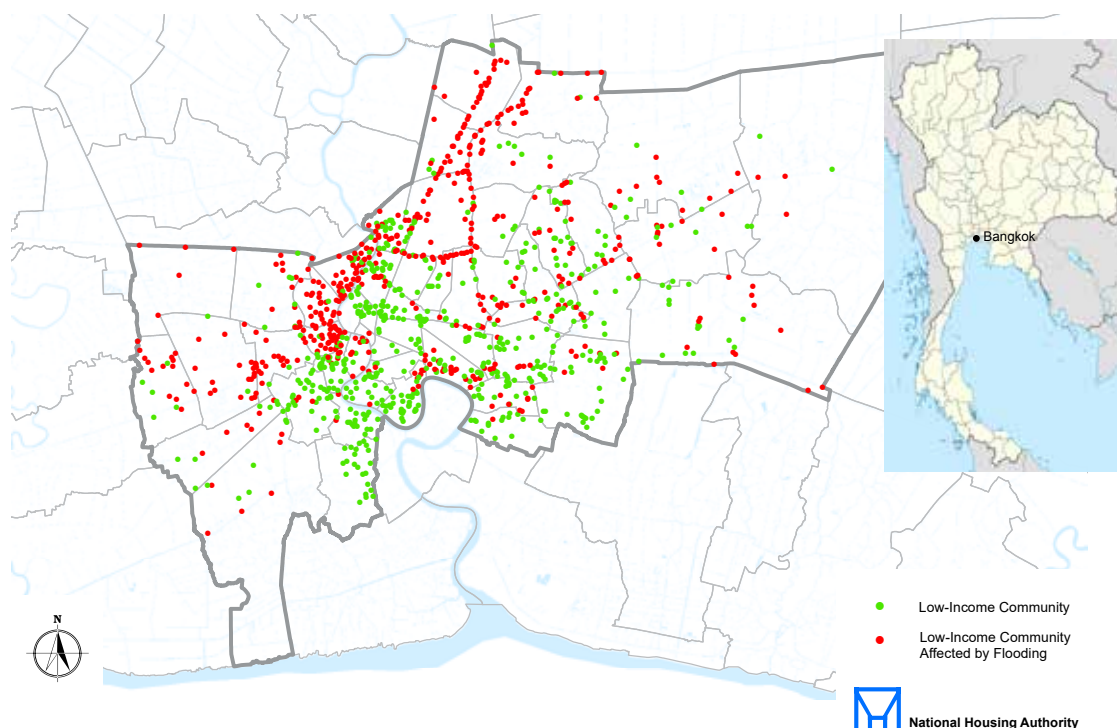 Bangkok
N
Low-Income Community
Low-Income Community
Affected by Flooding
National Housing Authority